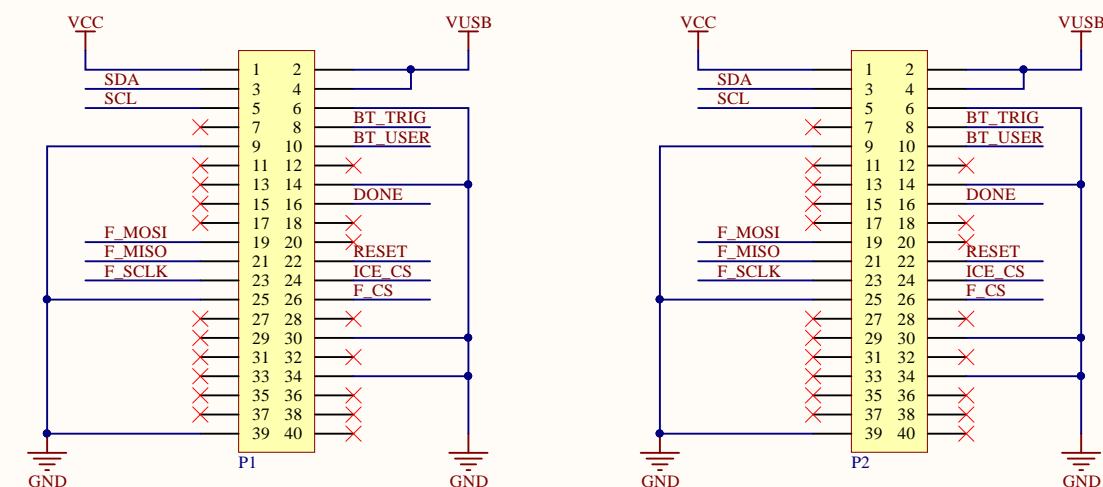 VCC VUSB VCC VUSB
1 2 1 2
SDA 3 4 SDA 3 4
SCL 5 6 SCL 5 6
7 8 BT_TRIG 7 8 BT_TRIG
9 10 BT_USER 9 10 BT_USER
11 12 11 12
13 14 13 14
15 16 DONE 15 16 DONE
17 18 17 18
F_MOSI 19 20 F_MOSI 19 20
F_MISO 21 22 RESET F_MISO 21 22 RESET
F_SCLK 23 24 ICE_CS F_SCLK 23 24 ICE_CS
25 26 F_CS 25 26 F_CS
27 28 27 28
29 30 29 30
31 32 31 32
33 34 33 34
35 36 35 36
37 38 37 38
39 40 39 40
P1 P2
GND GND GND GND